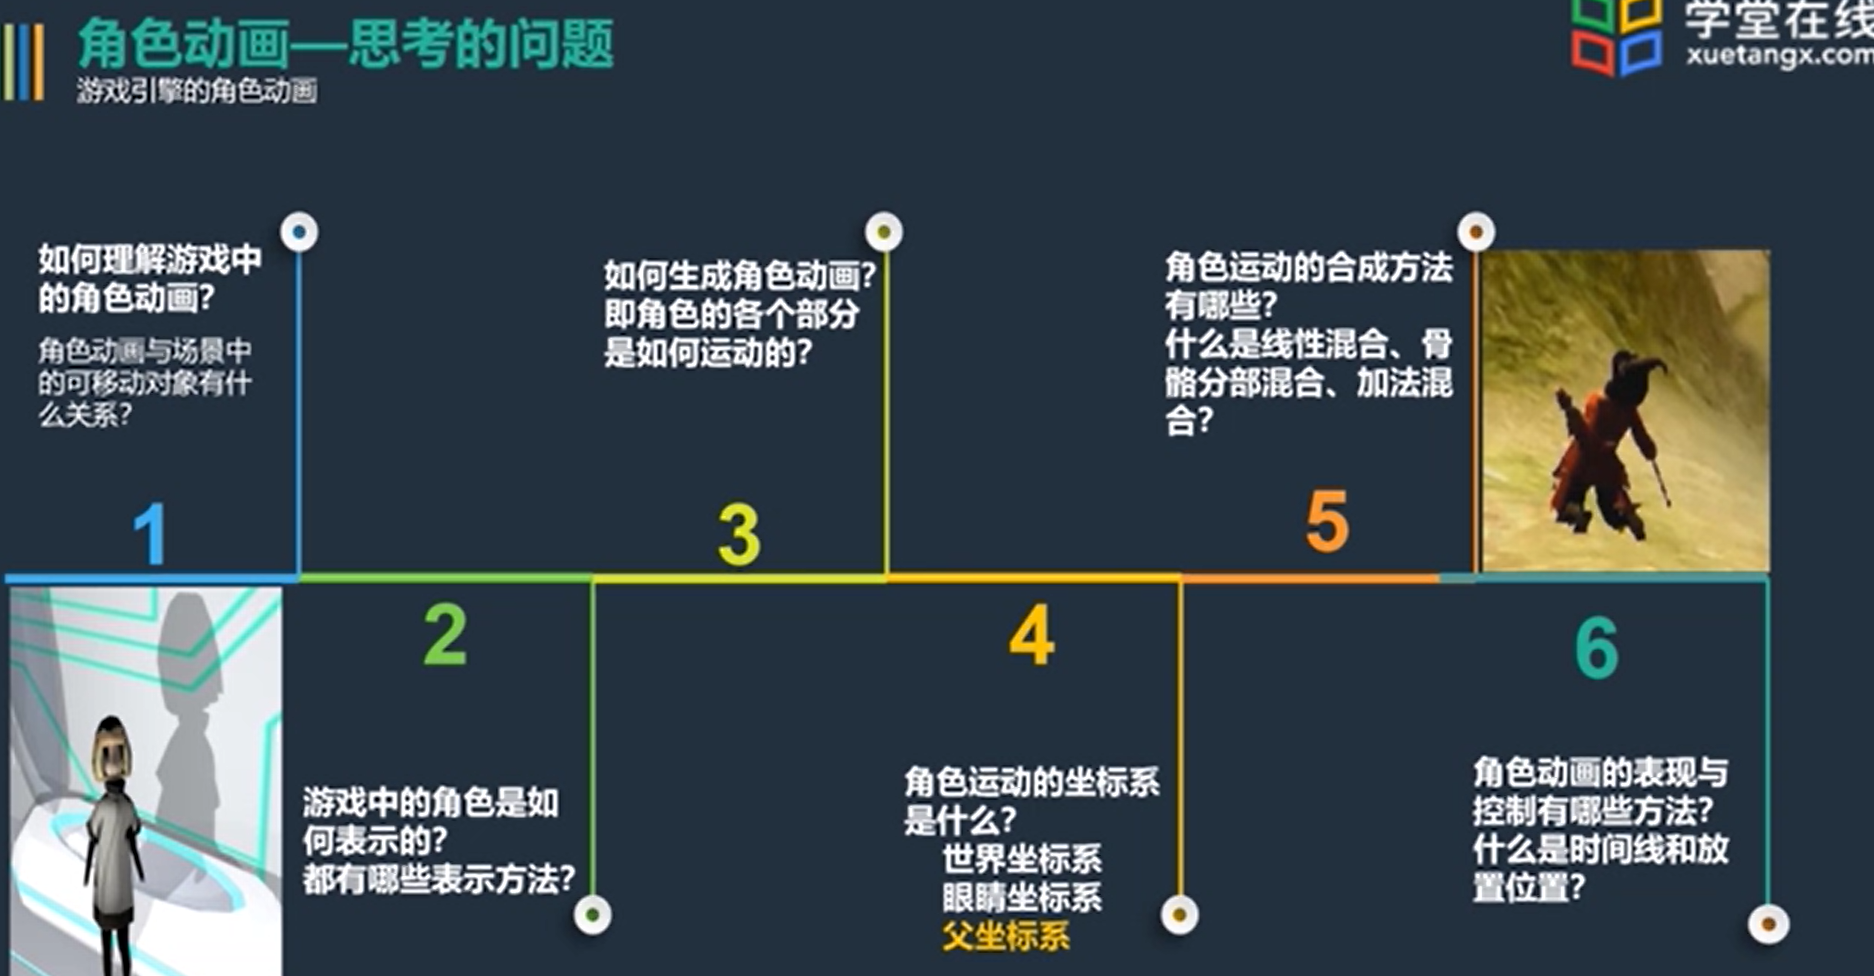 角色动画—思考的问题
游戏引擎的角色动画
学堂在线
xuetangx.com
如何理解游戏中
的角色动画?
角色动画与场景中
的可移动对象有什
么关系?
1
游戏中的角色是如
何表示的?
都有哪些表示方法?
2
如何生成角色动画?
即角色的各个部分
是如何运动的?
3
角色运动的坐标系
是什么?
世界坐标系
眼睛坐标系
父坐标系
4
角色运动的合成方法
有哪些?
什么是线性混合、骨
骼分部混合、加法混
合?
5
角色动画的表现与
控制有哪些方法?
什么是时间线和放
置位置?
6